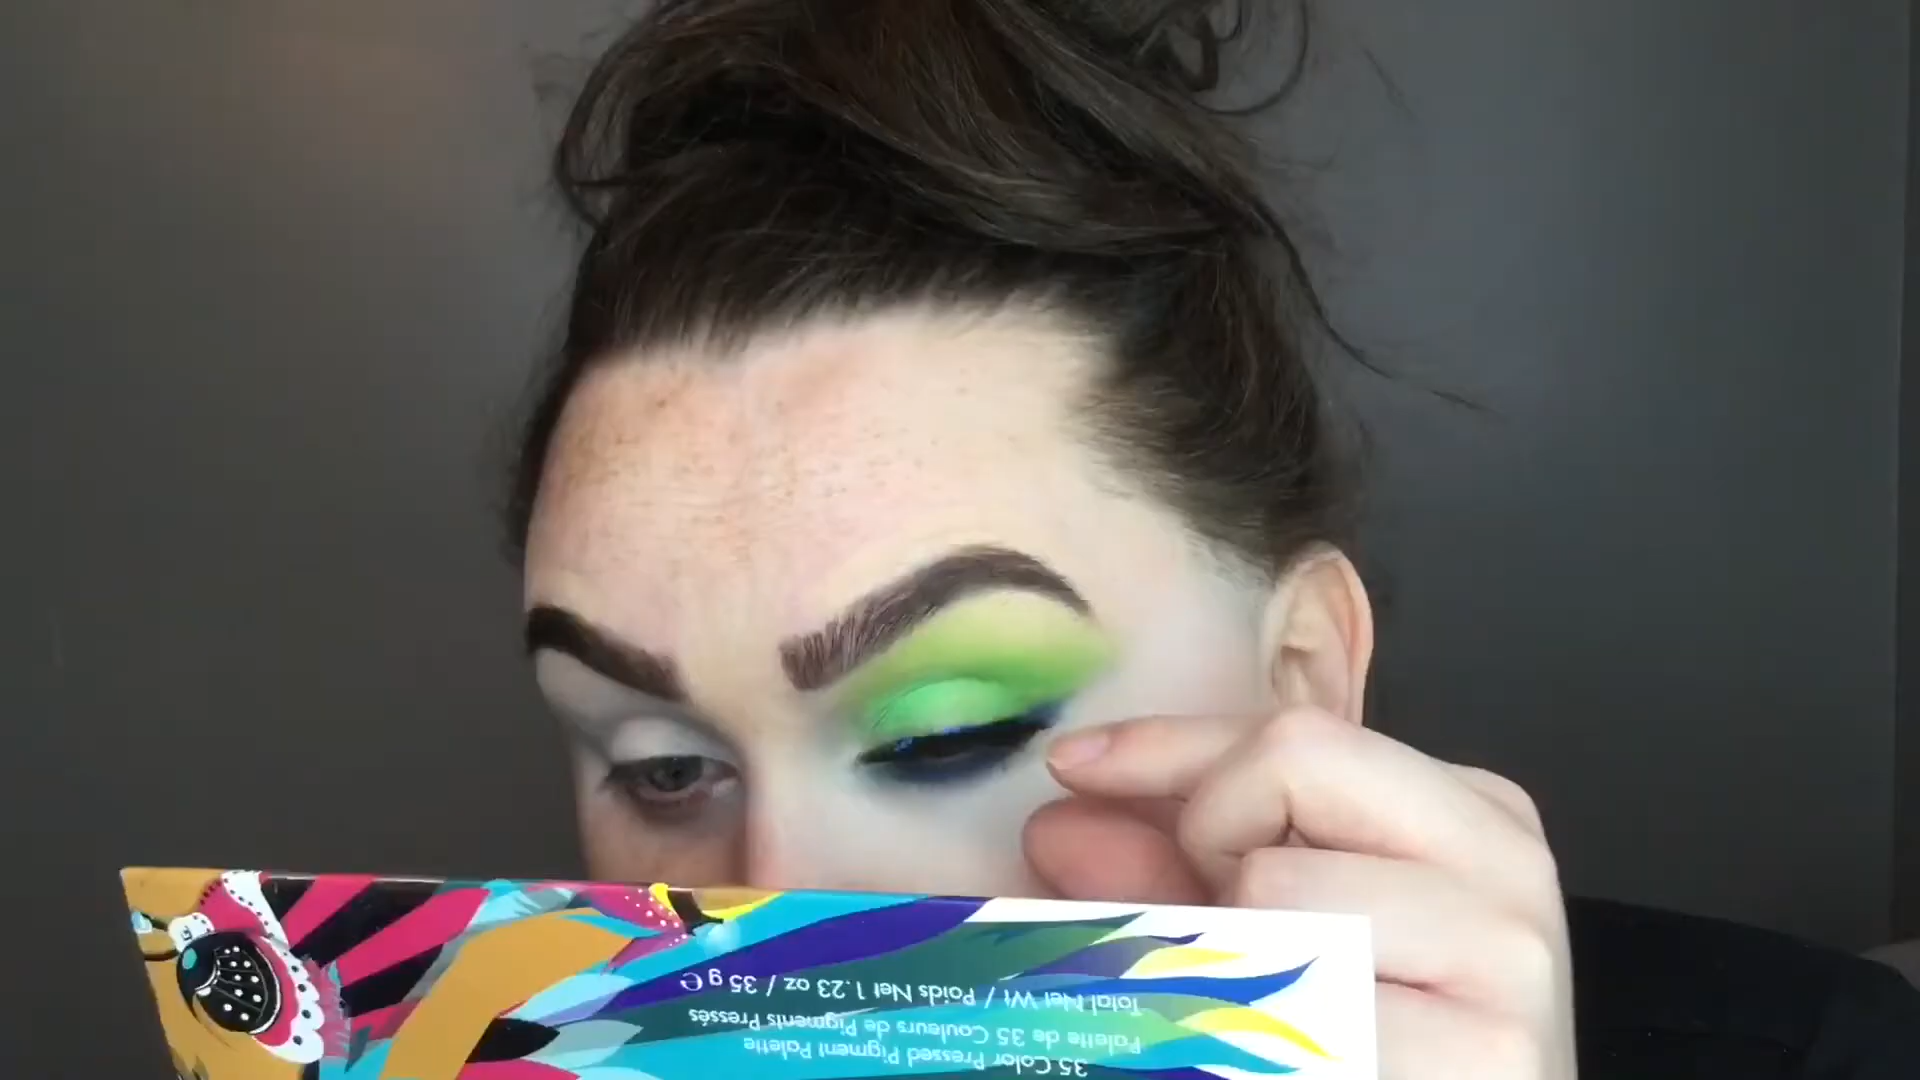 35 Color Pressed Pigment Palette
Palette de 35 Couleurs de Pigments Pressés
Total Net Wt / Poids Net 1.23 oz / 35 g ℮